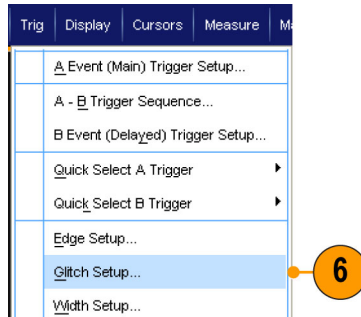 Trig Display Cursors Measure
A Event (Main) Trigger Setup...
A - B Trigger Sequence...
B Event (Delayed) Trigger Setup...
Quick Select A Trigger
Quick Select B Trigger
Edge Setup...
Glitch Setup... 6
Width Setup...